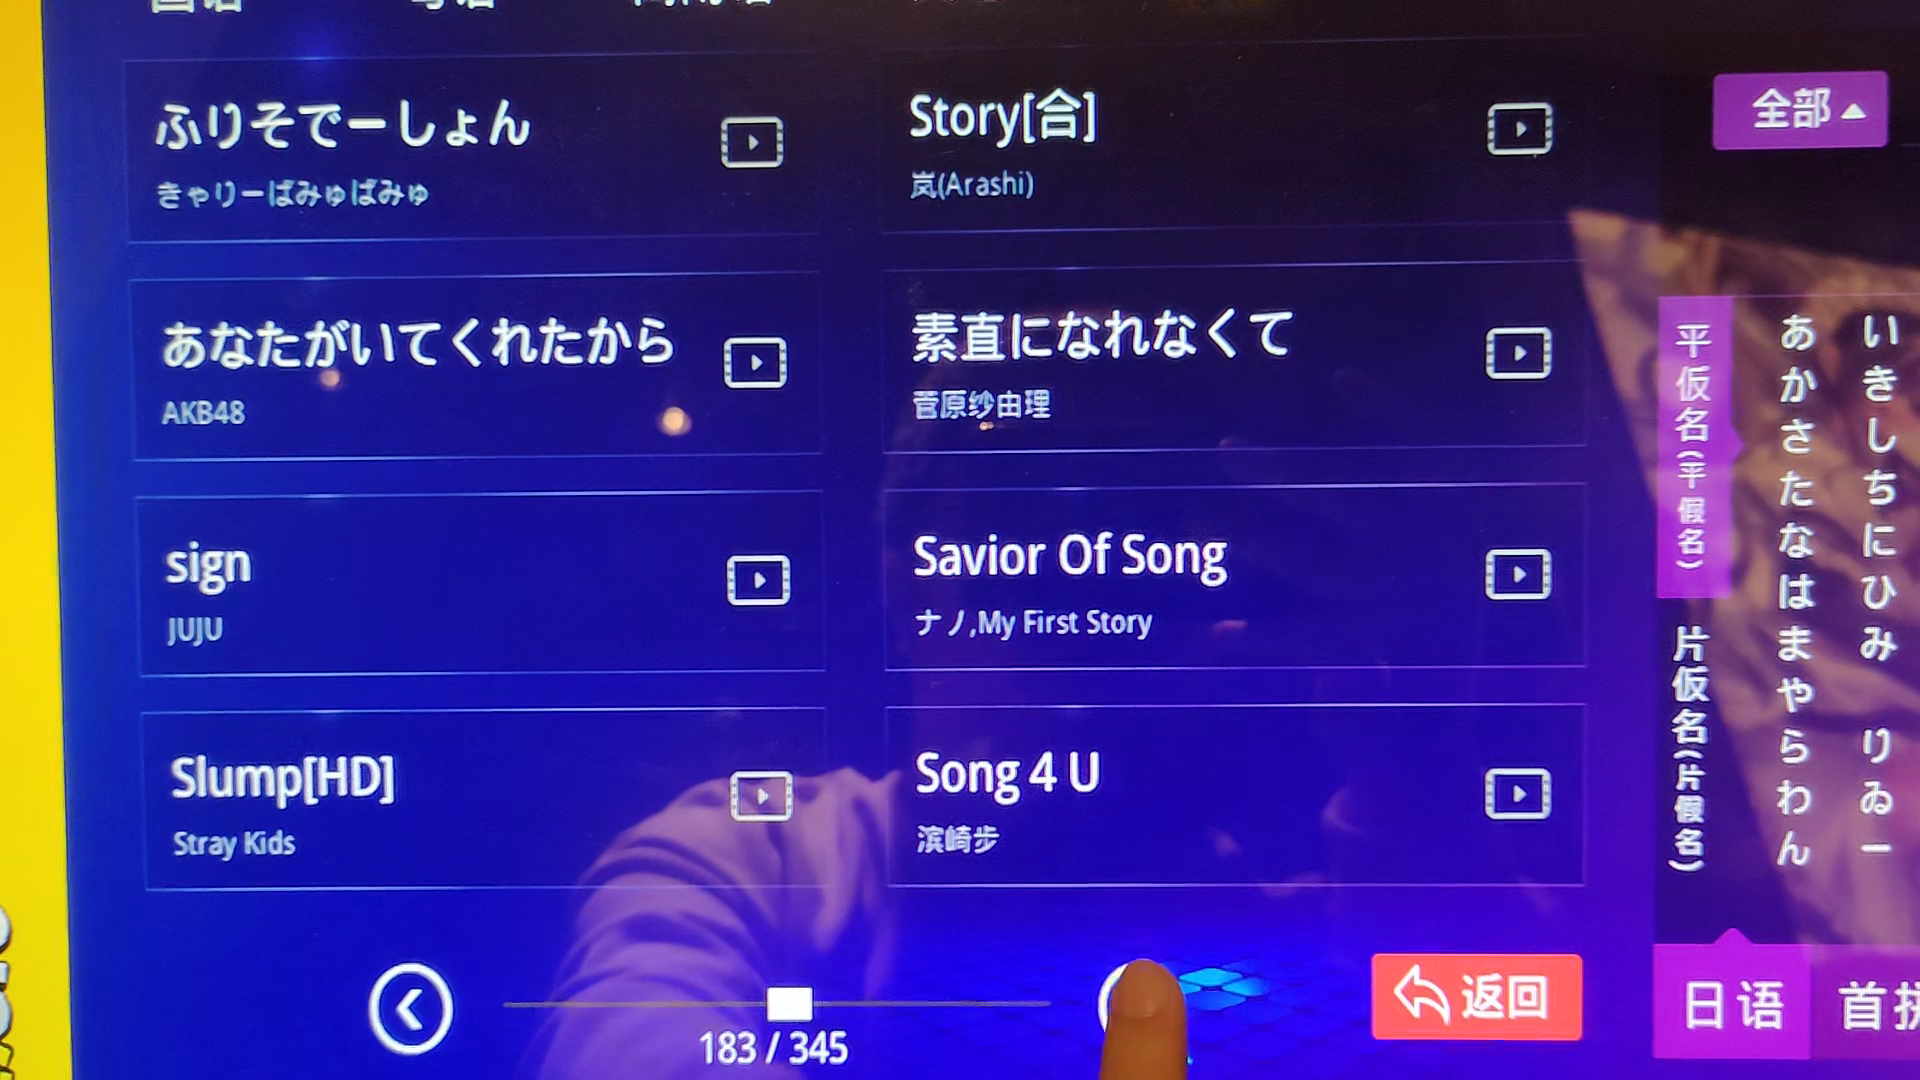 ふりそでーしょん
きゃりーぱみゅぱみゅ
Story[合]
岚(Arashi)
あなたがいてくれたから
AKB48
素直になれなくて
菅原纱由理
sign
JUJU
Savior Of Song
ナノ,My First Story
Slump[HD]
Stray Kids
Song 4 U
滨崎步
183 / 345
返回
全部
平仮名(平假名)
片仮名(片假名)
あかさたなはまやらわん
いきしちにひみ りゐー
日语
首拼